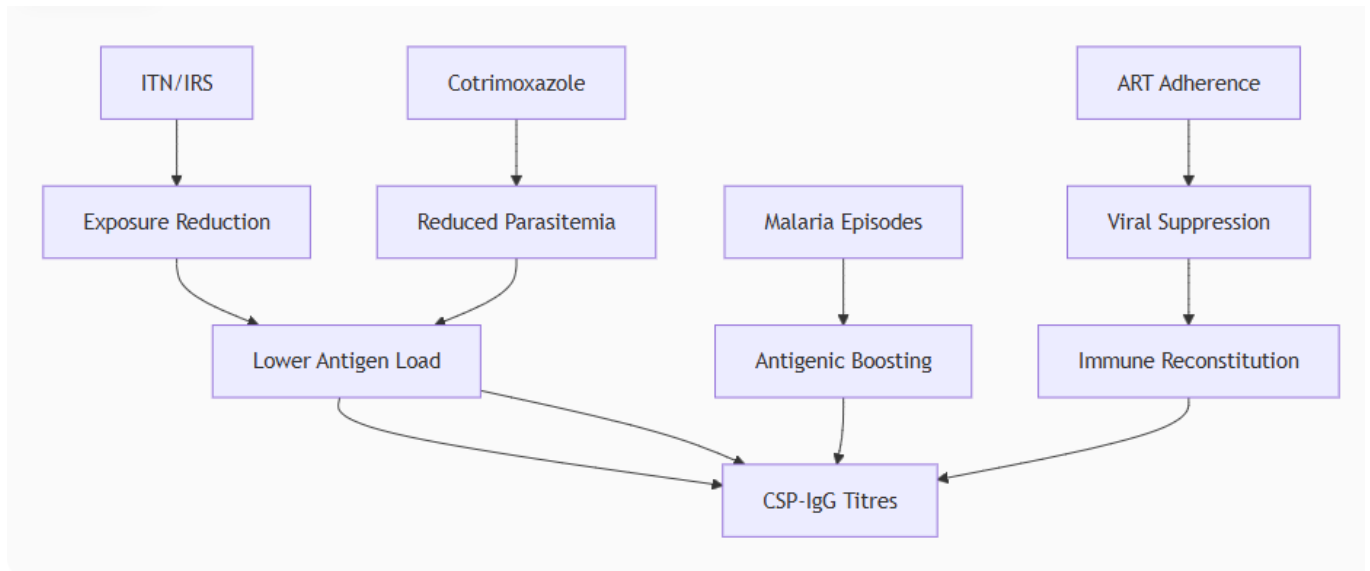 ITN/IRS
Cotrimoxazole
ART Adherence
Exposure Reduction
Reduced Parasitemia
Malaria Episodes
Viral Suppression
Lower Antigen Load
Antigenic Boosting
Immune Reconstitution
CSP-IgG Titres